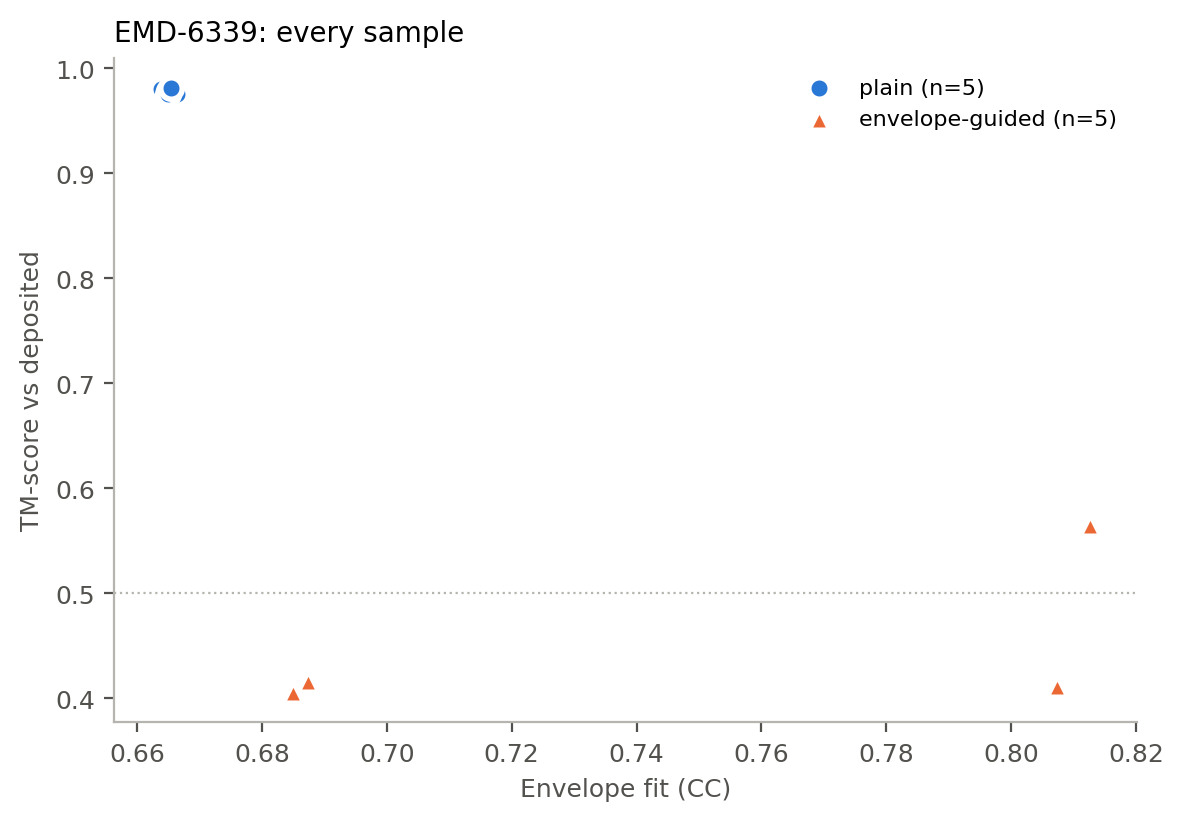 EMD-6339: every sample
plain (n=5)
envelope-guided (n=5)
1.0
0.9
0.8
0.7
0.6
0.5
0.4
TM-score vs deposited
0.66 0.68 0.70 0.72 0.74 0.76 0.78 0.80 0.82
Envelope fit (CC)